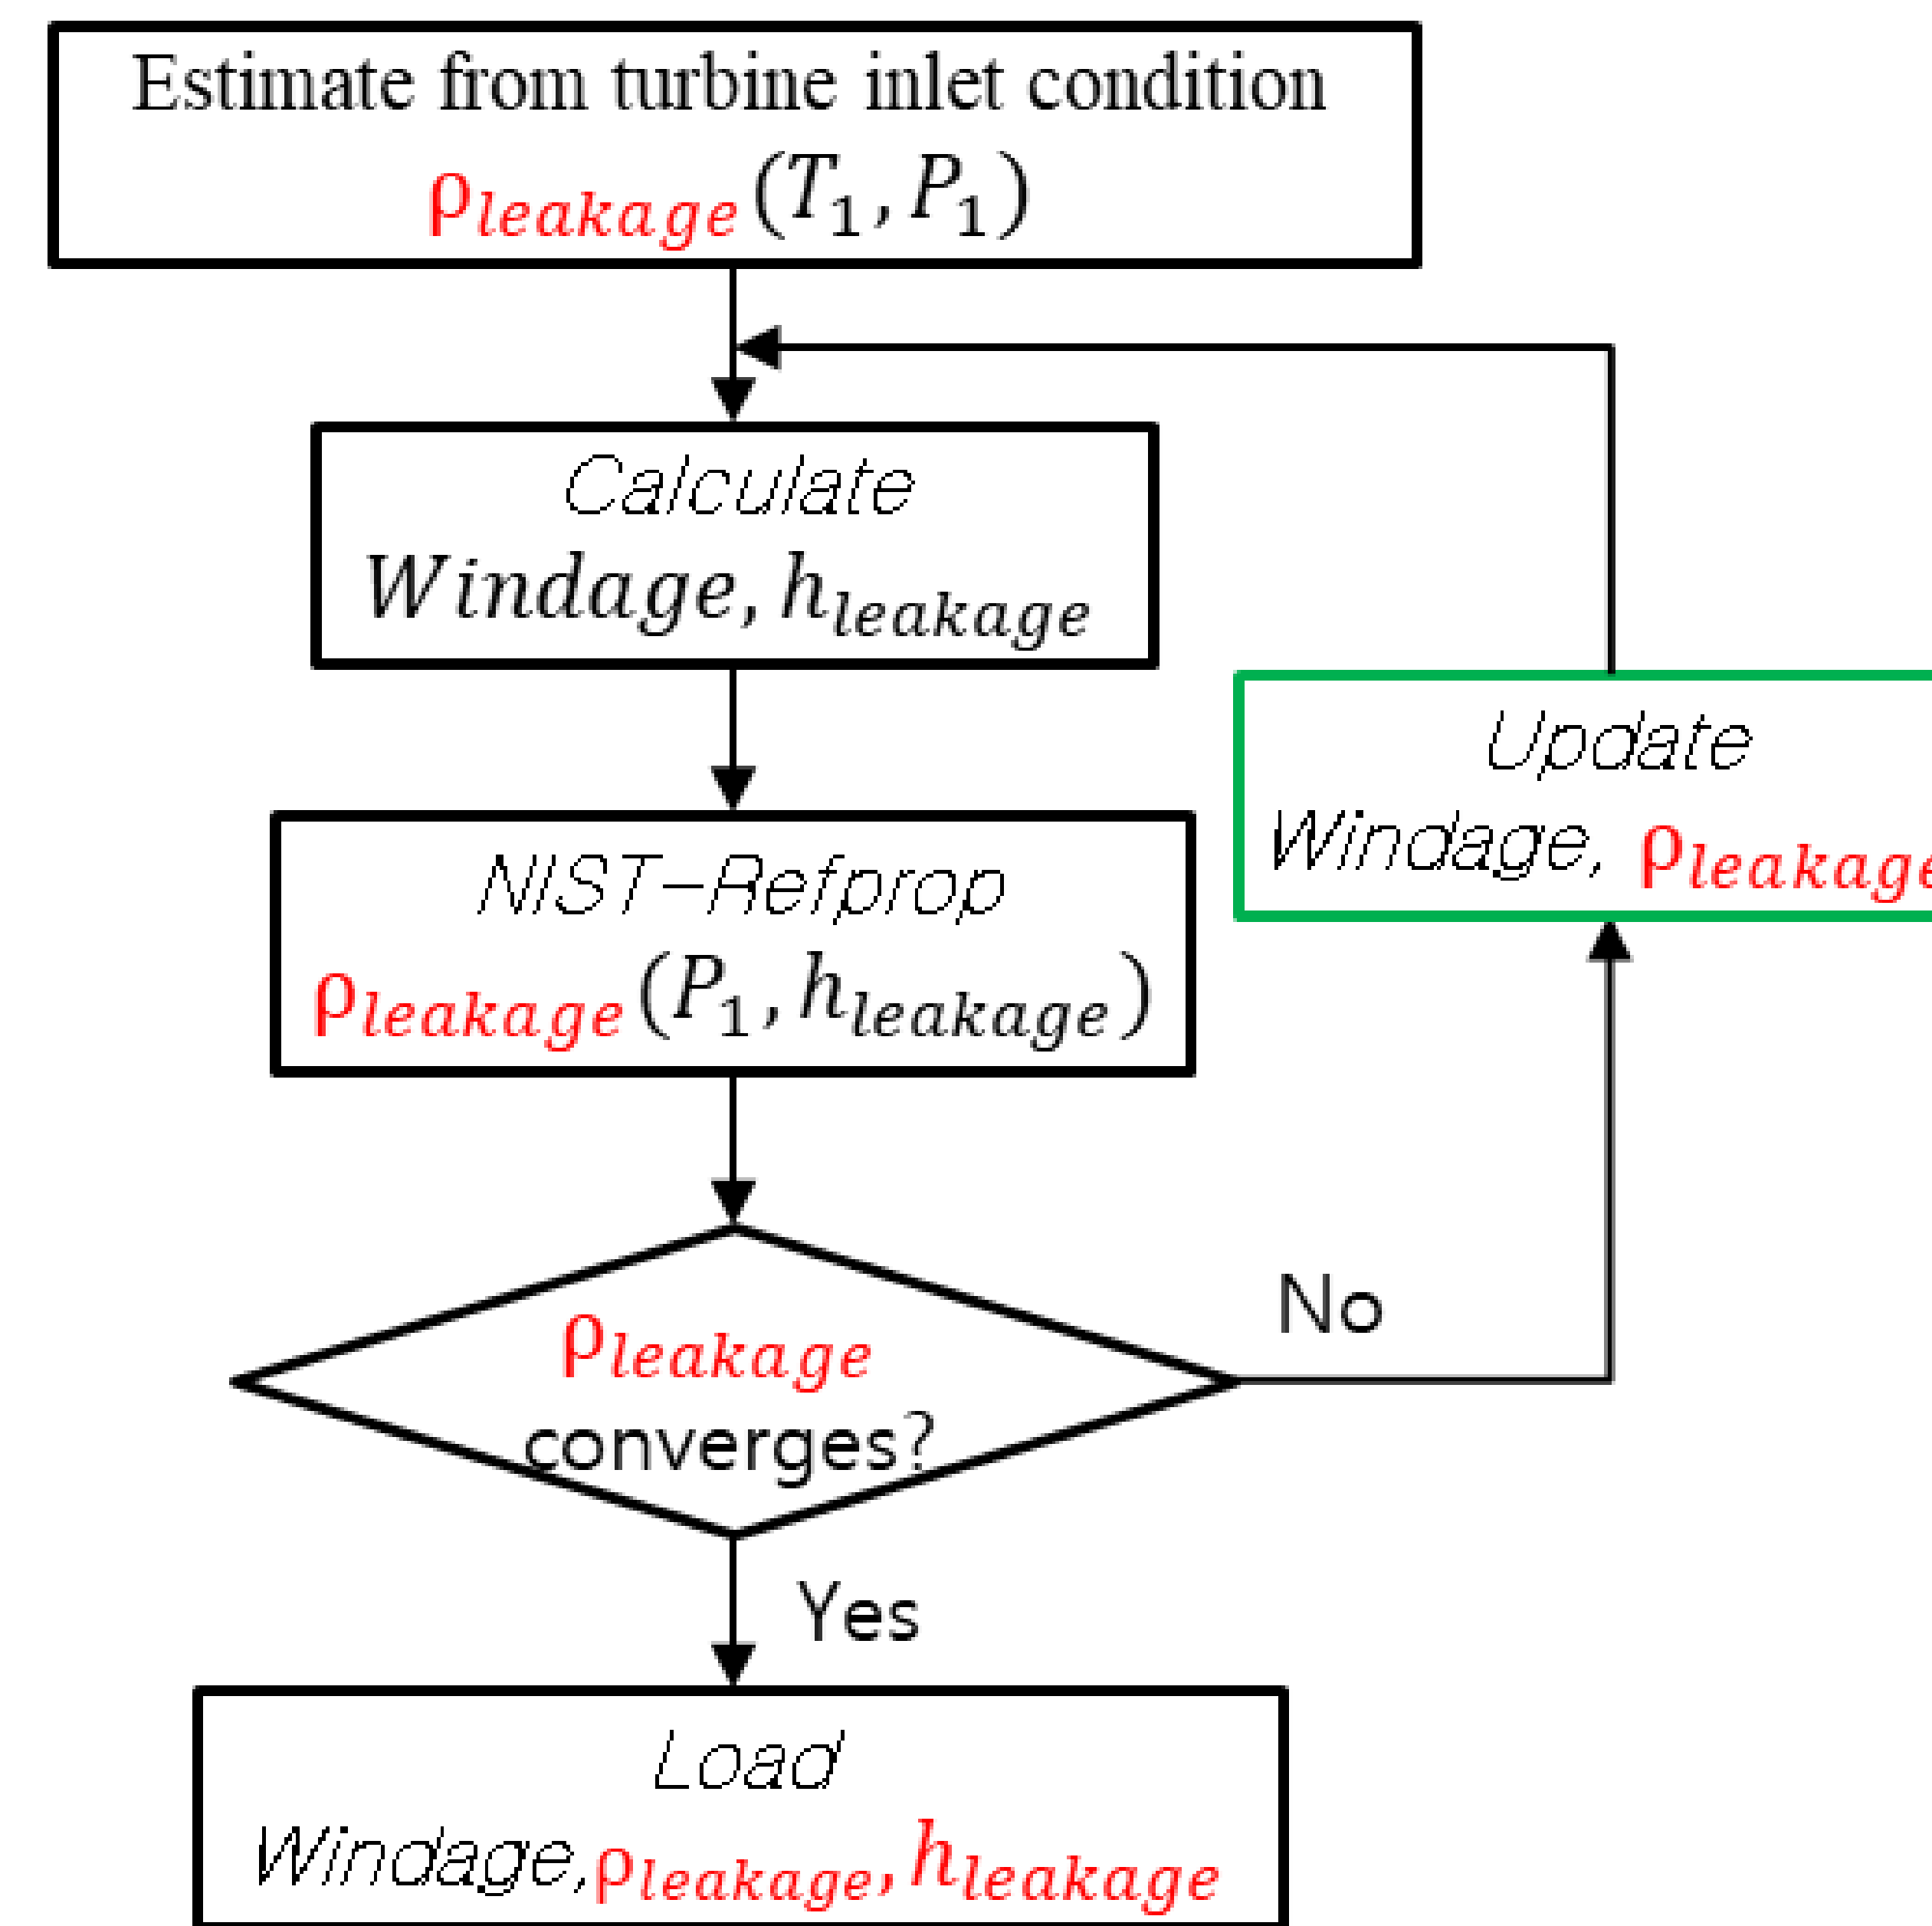 Estimate from turbine inlet condition
ρleakage(T1, P1)
Calculate
Windage, hleakage
Update
Windage, ρleakage
NIST-Refprop
ρleakage(P1, hleakage)
No
ρleakage
converges?
Yes
Load
Windage,ρleakage, hleakage